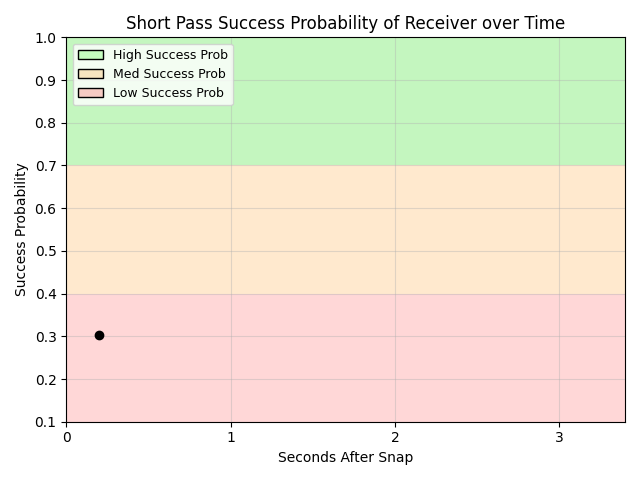 Short Pass Success Probability of Receiver over Time
1.0
0.9
0.8
0.7
0.6
0.5
0.4
0.3
0.2
0.1
Success Probability
High Success Prob
Med Success Prob
Low Success Prob
0 1 2 3
Seconds After Snap